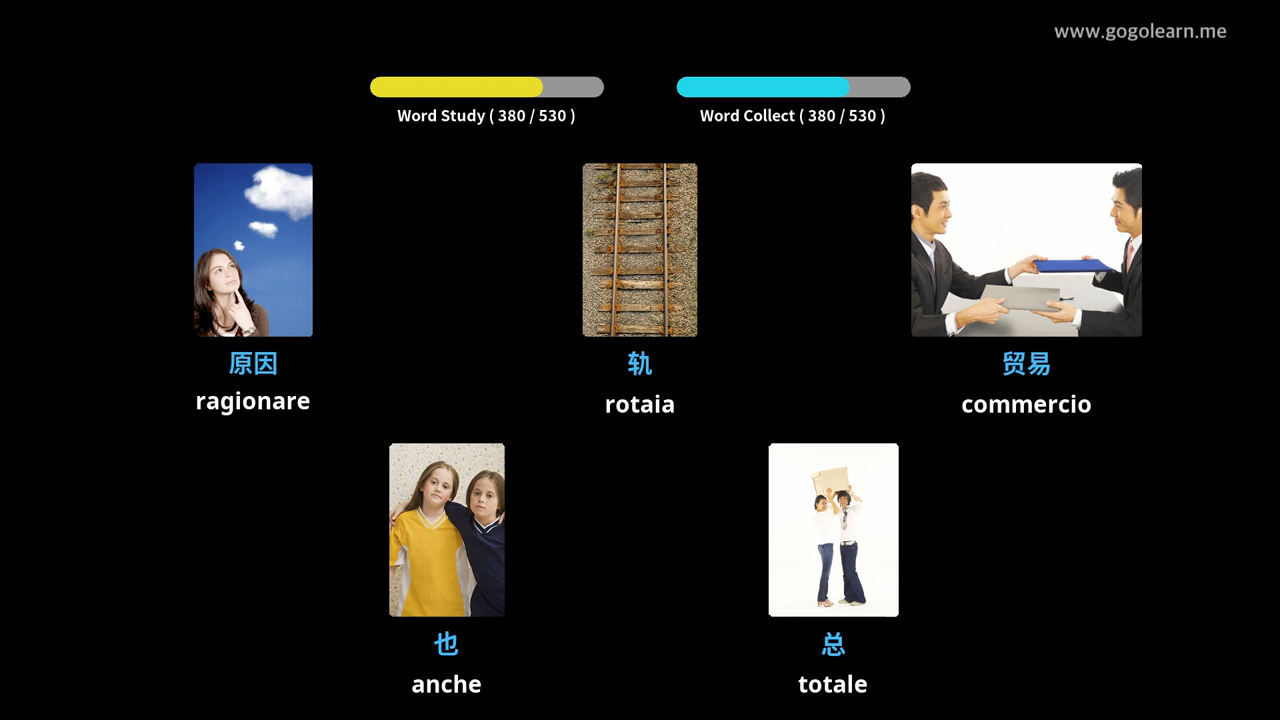 www.gogolearn.me
Word Study ( 380 / 530 )
Word Collect ( 380 / 530 )
原因
ragionare
轨
rotaia
贸易
commercio
也
anche
总
totale